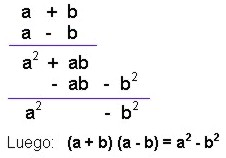 a + b
a - b
a² + ab
- ab - b²
a² - b²
Luego: (a + b) (a - b) = a² - b²